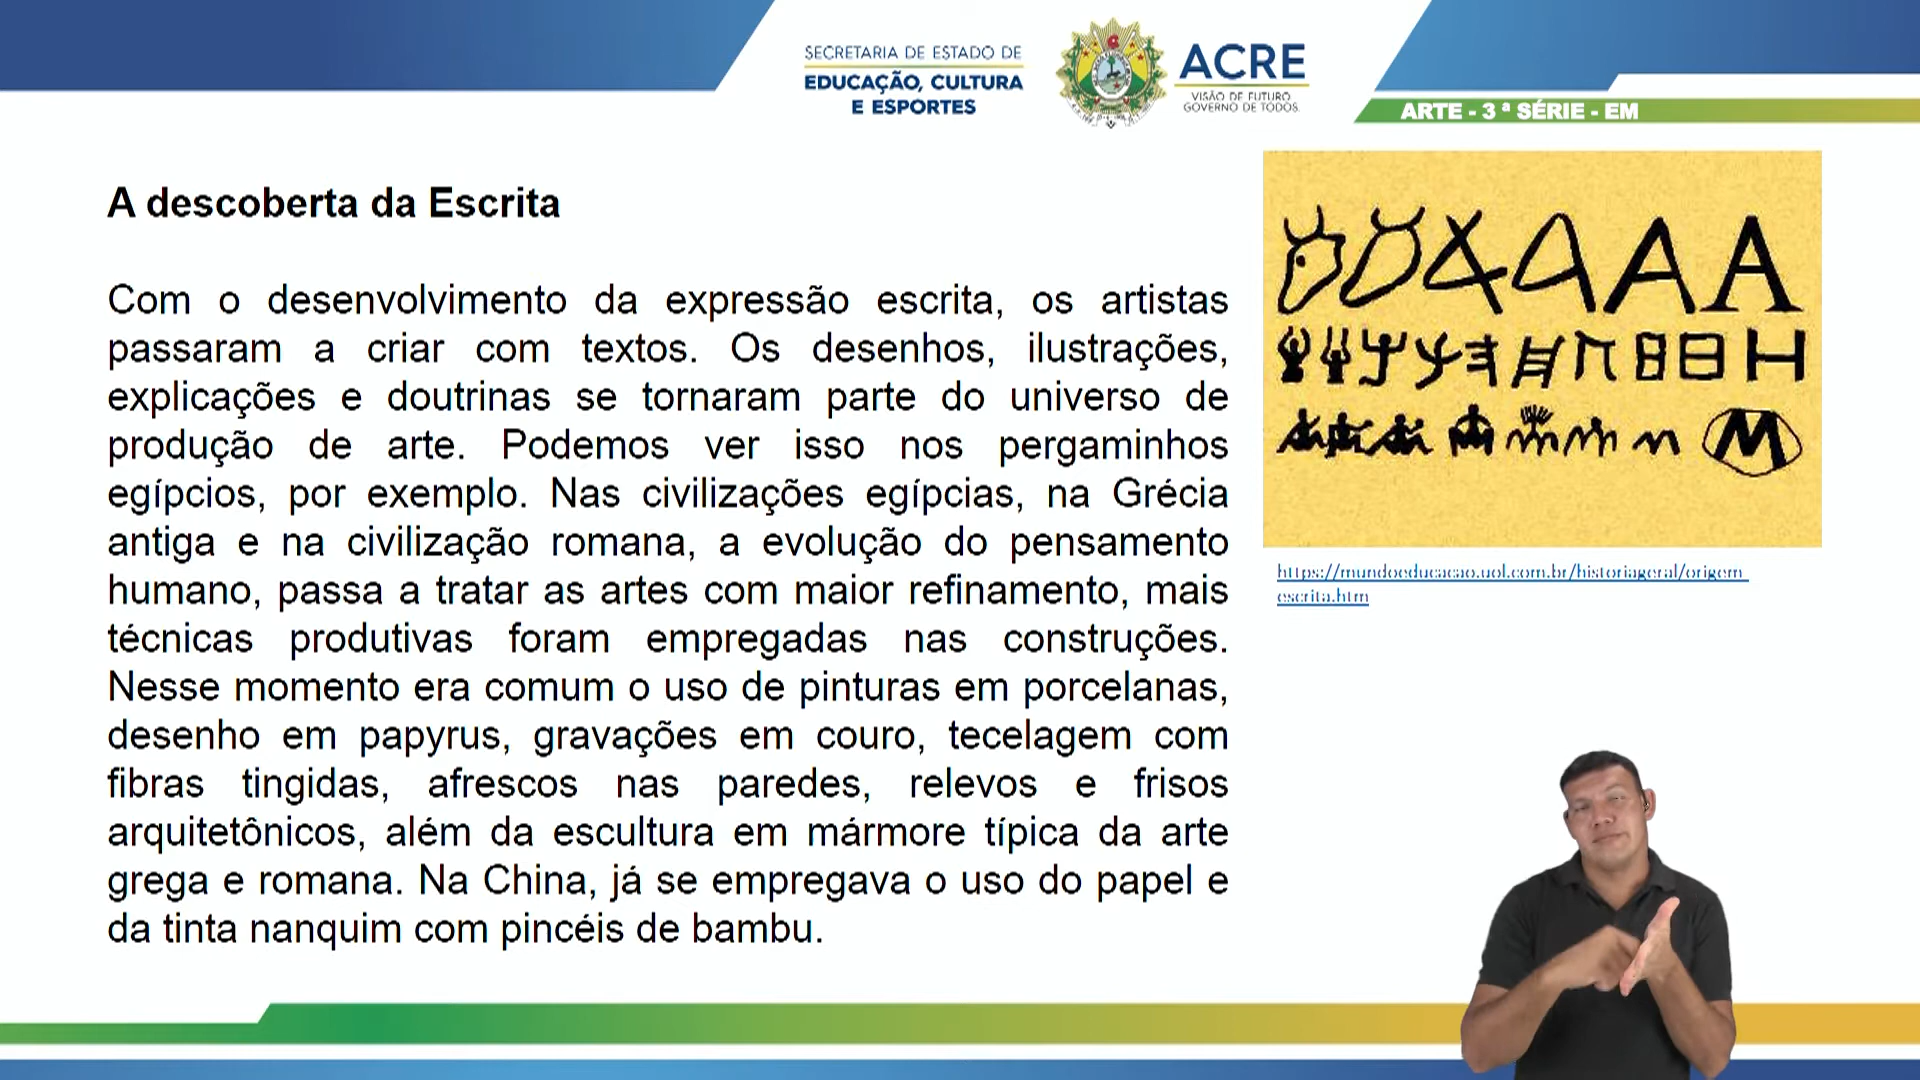 SECRETARIA DE ESTADO DE
EDUCAÇÃO, CULTURA
E ESPORTES
ACRE
VISÃO DE FUTURO
GOVERNO DE TODOS.
ARTE - 3 ª SÉRIE - EM
A descoberta da Escrita
Com o desenvolvimento da expressão escrita, os artistas
passaram a criar com textos. Os desenhos, ilustrações,
explicações e doutrinas se tornaram parte do universo de
produção de arte. Podemos ver isso nos pergaminhos
egípcios, por exemplo. Nas civilizações egípcias, na Grécia
antiga e na civilização romana, a evolução do pensamento
humano, passa a tratar as artes com maior refinamento, mais
técnicas produtivas foram empregadas nas construções.
Nesse momento era comum o uso de pinturas em porcelanas,
desenho em papyrus, gravações em couro, tecelagem com
fibras tingidas, afrescos nas paredes, relevos e frisos
arquitetônicos, além da escultura em mármore típica da arte
grega e romana. Na China, já se empregava o uso do papel e
da tinta nanquim com pincéis de bambu.
A A
H
M
https://mundoeducacao.uol.com.br/historiageral/origem-
escrita.htm